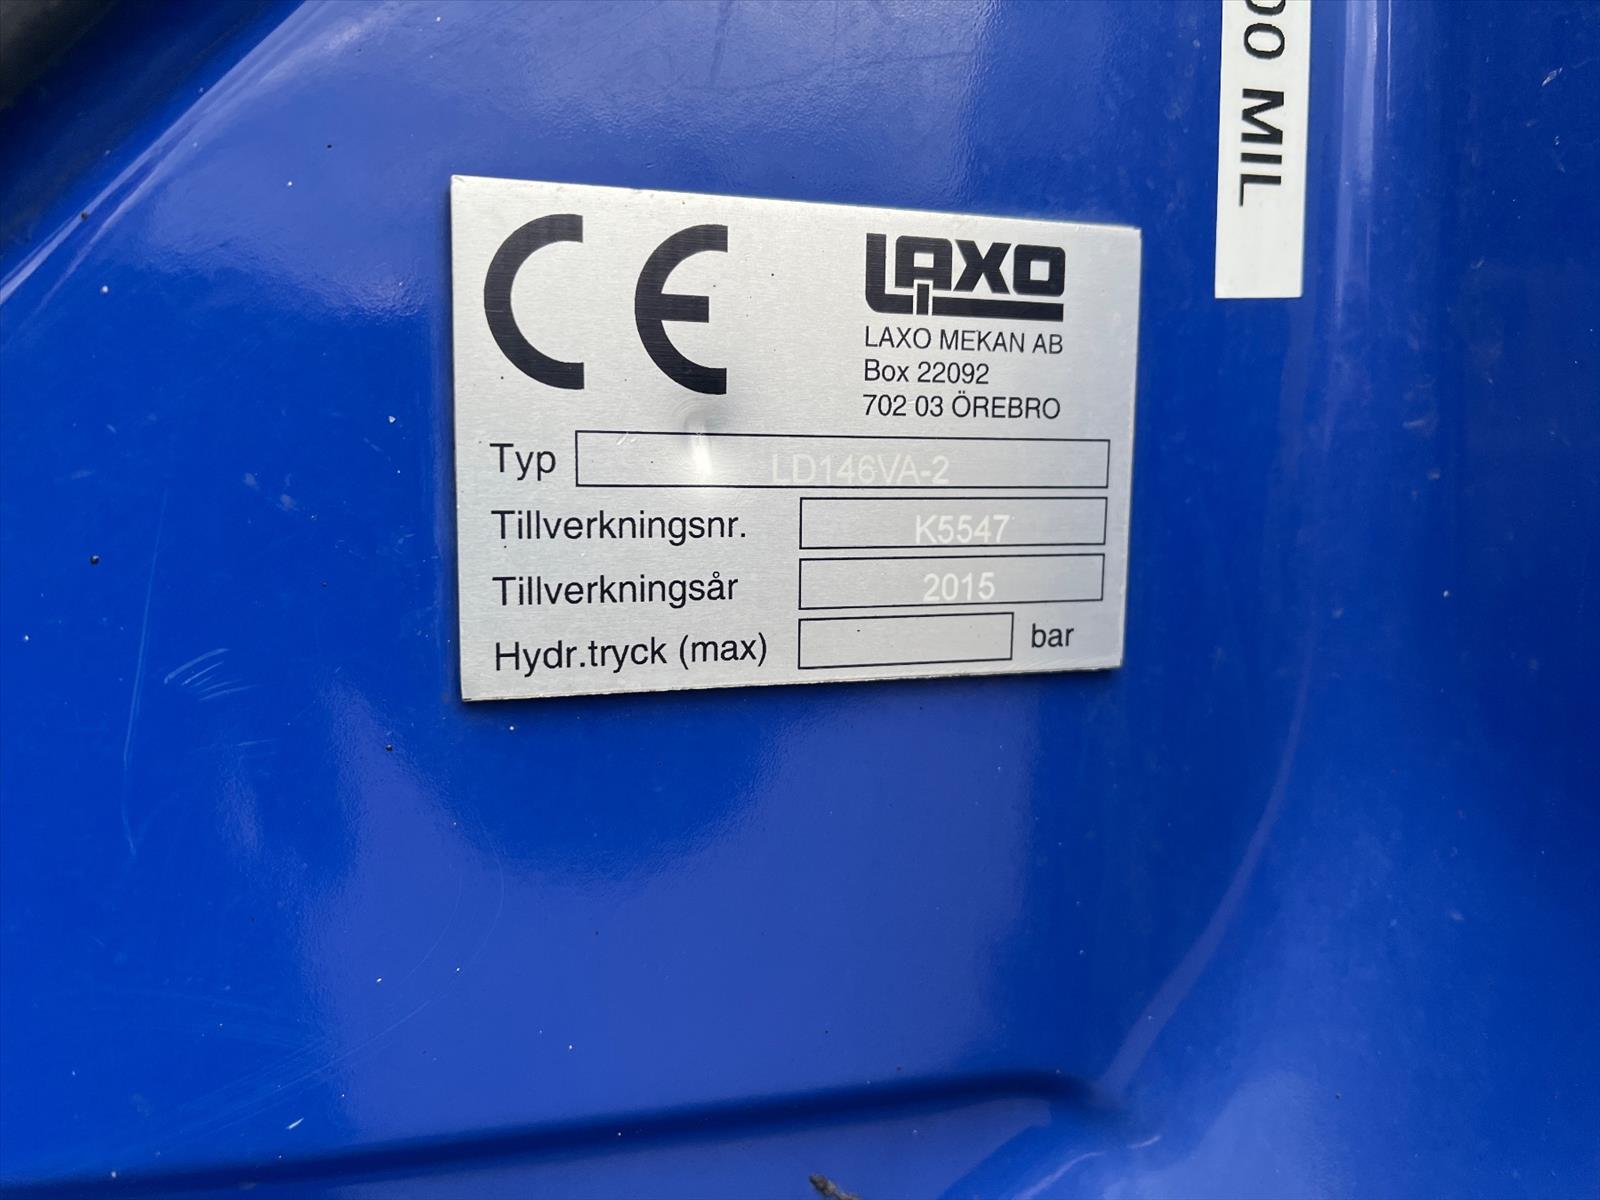 CE
LAXO
LAXO MEKAN AB
Box 22092
702 03 ÖREBRO
Typ LD146VA-2
Tillverkningsnr. K5547
Tillverkningsår 2015
Hydr.tryck (max) bar
00 MIL